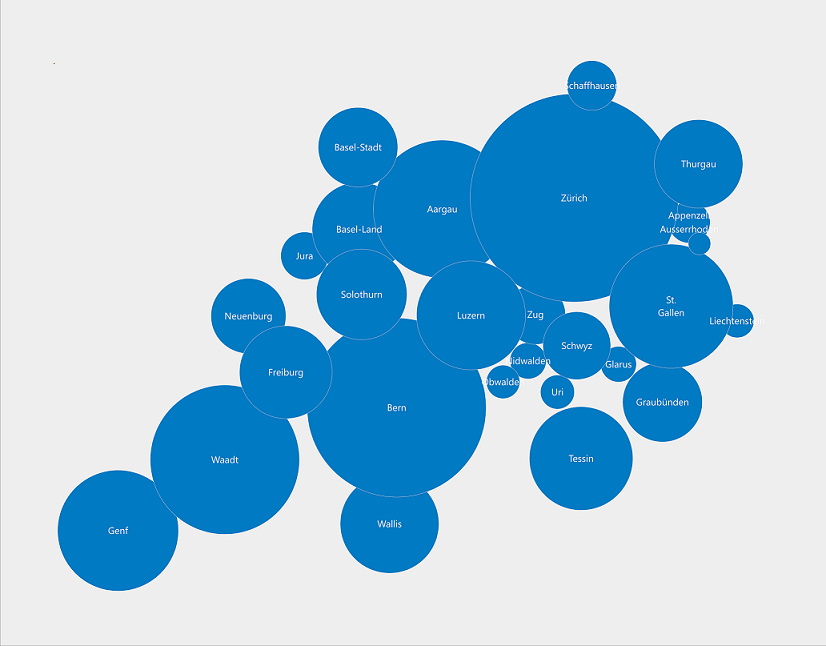 Schaffhausen
Basel-Stadt
Thurgau
Zürich
Aargau
Appenzell
Ausserrhoden
Basel-Land
Jura
Solothurn
St.
Gallen
Neuenburg
Luzern
Zug
Liechtenstein
Schwyz
Nidwalden
Glarus
Freiburg
Obwalden
Uri
Graubünden
Bern
Waadt
Tessin
Wallis
Genf